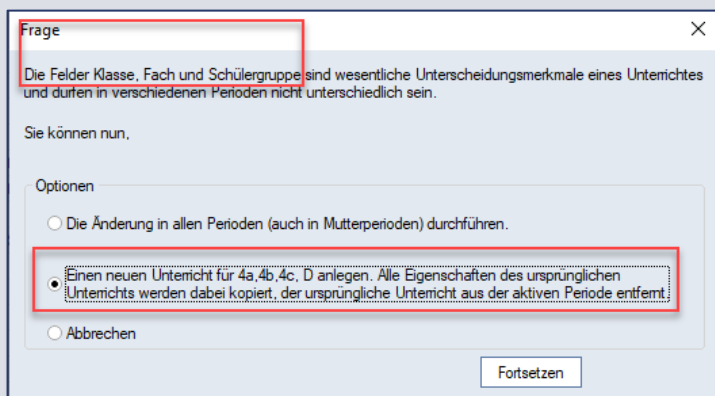 Frage
Die Felder Klasse, Fach und Schülergruppe sind wesentliche Unterscheidungsmerkmale eines Unterrichtes
und dürfen in verschiedenen Perioden nicht unterschiedlich sein.
Sie können nun,
Optionen
Die Änderung in allen Perioden (auch in Mutterperioden) durchführen.
Einen neuen Unterricht für 4a,4b,4c, D anlegen. Alle Eigenschaften des ursprünglichen
Unterrichts werden dabei kopiert, der ursprüngliche Unterricht aus der aktiven Periode entfernt.
Abbrechen
Fortsetzen